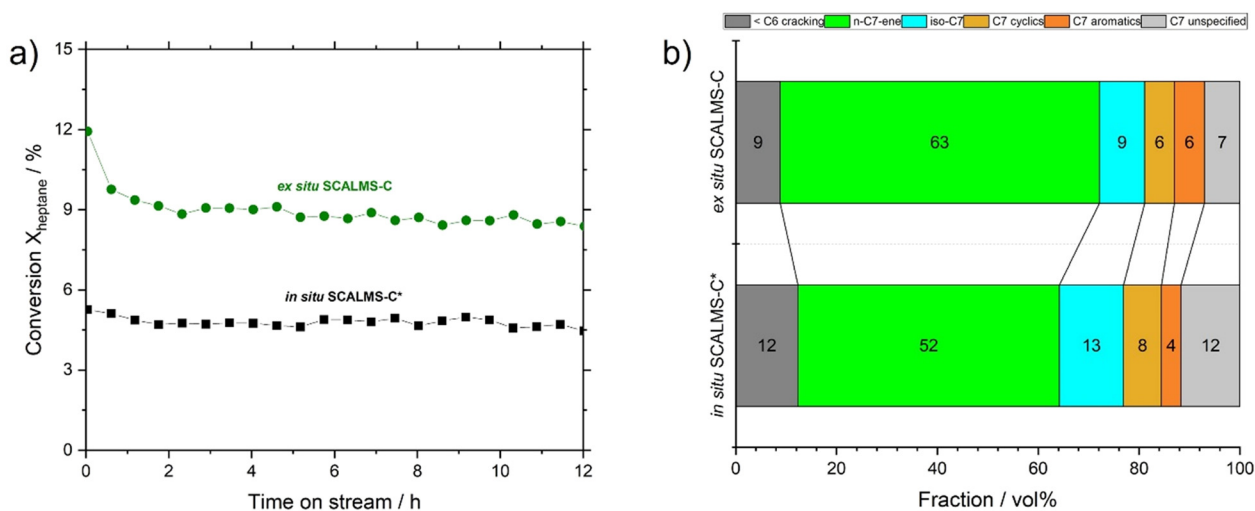 a)
Conversion Xheptane / %
15
12
9
6
3
0
ex situ SCALMS-C
in situ SCALMS-C*
0 2 4 6 8 10 12
Time on stream / h
b)
< C6 cracking n-C7-ene iso-C7 C7 cyclics C7 aromatics C7 unspecified
ex situ SCALMS-C
9 63 9 6 6 7
in situ SCALMS-C*
12 52 13 8 4 12
0 20 40 60 80 100
Fraction / vol%